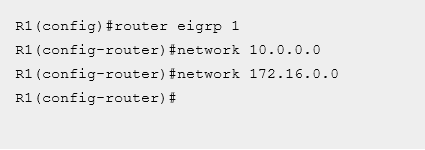 R1(config)#router eigrp 1
R1(config-router)#network 10.0.0.0
R1(config-router)#network 172.16.0.0
R1(config-router)#